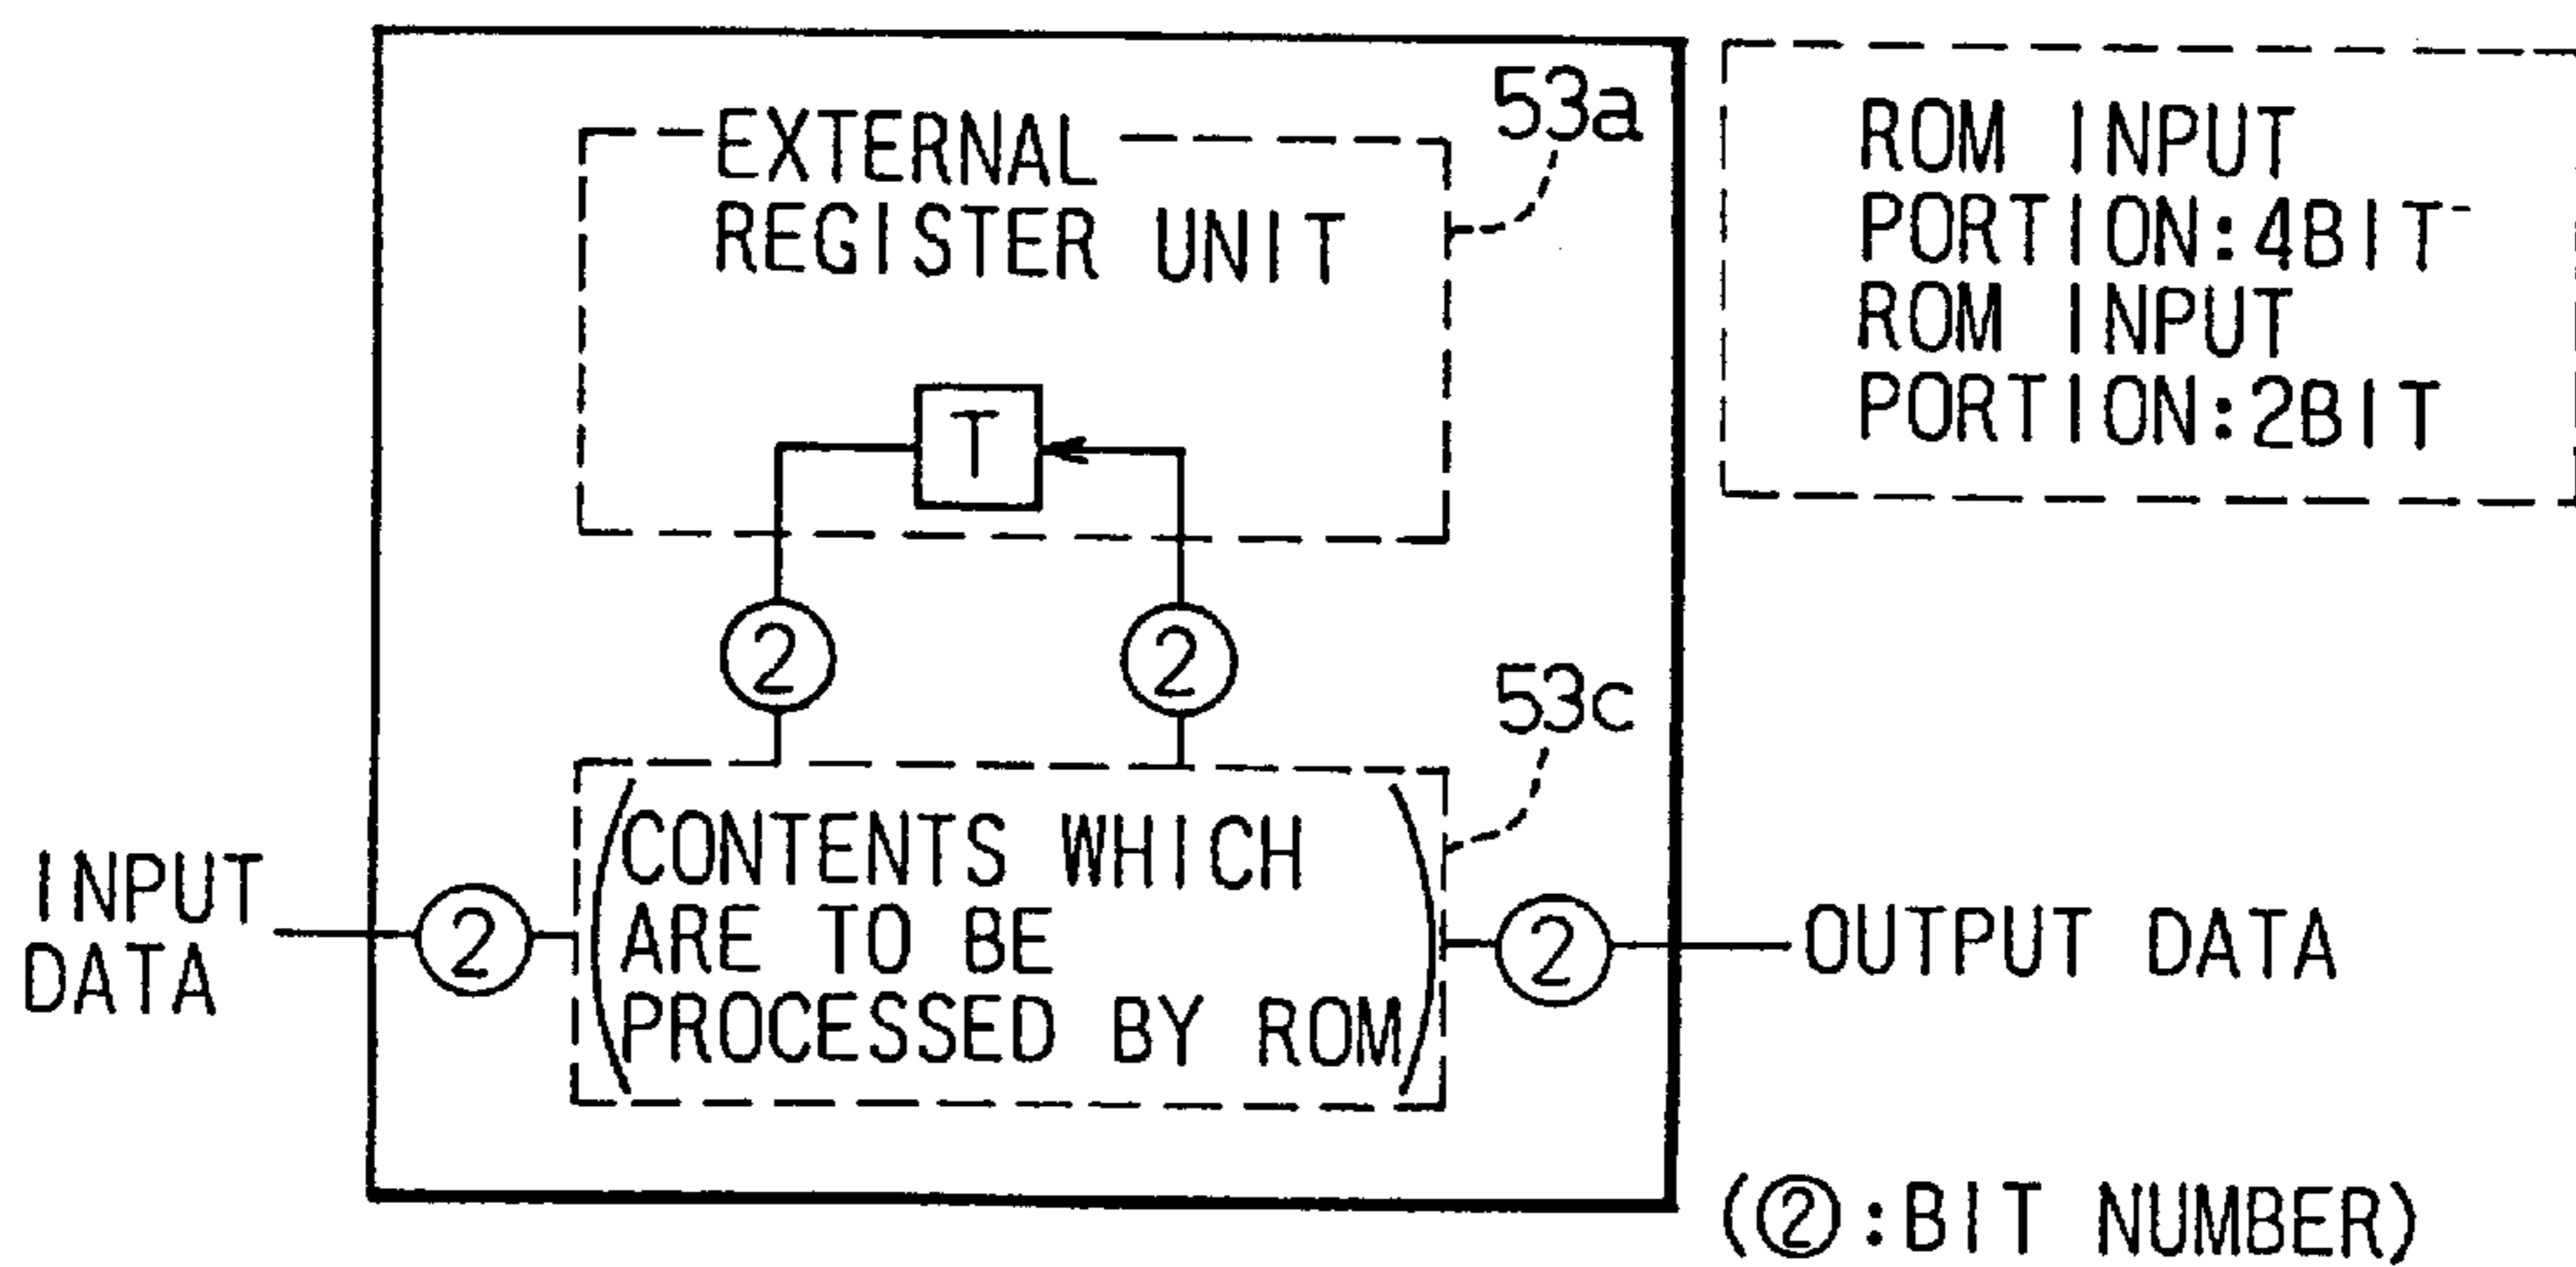 EXTERNAL
REGISTER UNIT
53a
T
②
②
53c
INPUT
DATA
②
(CONTENTS WHICH
ARE TO BE
PROCESSED BY ROM)
②
OUTPUT DATA
ROM INPUT
PORTION:4BIT
ROM INPUT
PORTION:2BIT
(②:BIT NUMBER)